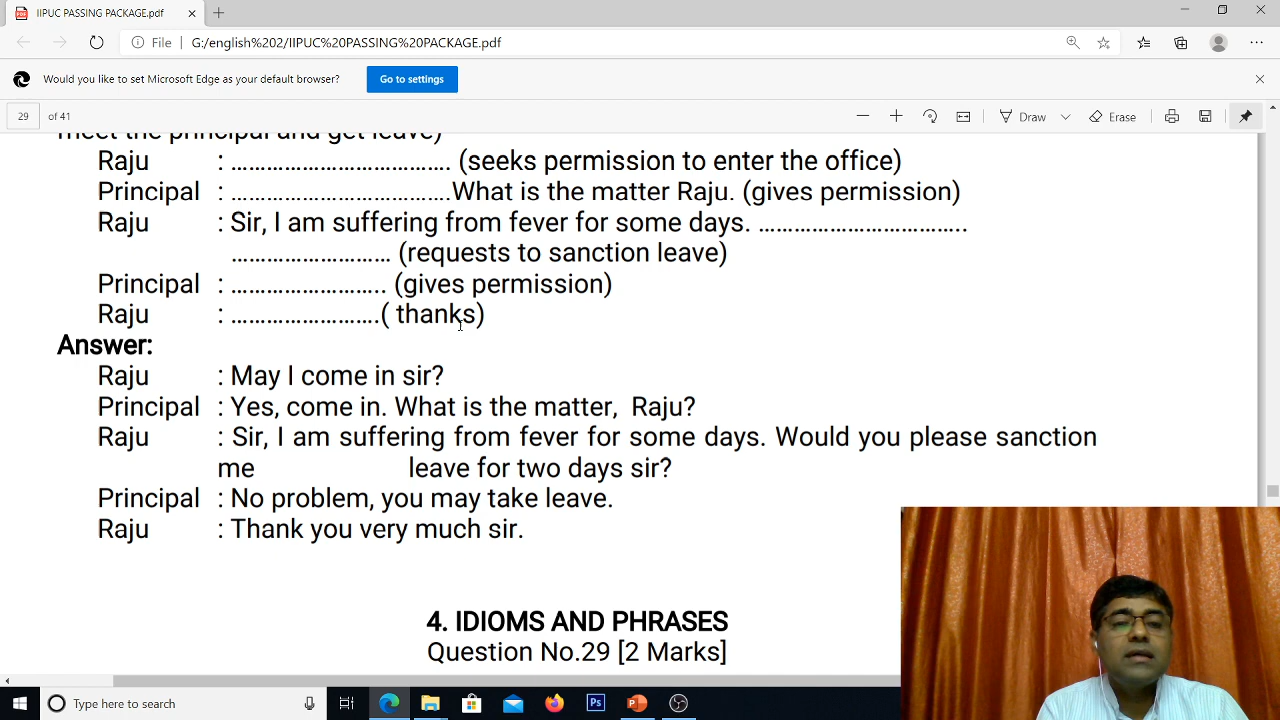 IIPUC PASSING PACKAGE.pdf
File G:/english%202/IIPUC%20PASSING%20PACKAGE.pdf
Would you like to set Microsoft Edge as your default browser? Go to settings
29 of 41 Draw Erase
meet the principal and get leave)
Raju : ………………………………. (seeks permission to enter the office)
Principal : ……………………………….What is the matter Raju. (gives permission)
Raju : Sir, I am suffering from fever for some days. ……………………………..
……………………… (requests to sanction leave)
Principal : …………………….. (gives permission)
Raju : …………………….( thanks)
Answer:
Raju : May I come in sir?
Principal : Yes, come in. What is the matter, Raju?
Raju : Sir, I am suffering from fever for some days. Would you please sanction
me leave for two days sir?
Principal : No problem, you may take leave.
Raju : Thank you very much sir.
4. IDIOMS AND PHRASES
Question No.29 [2 Marks]
Type here to search